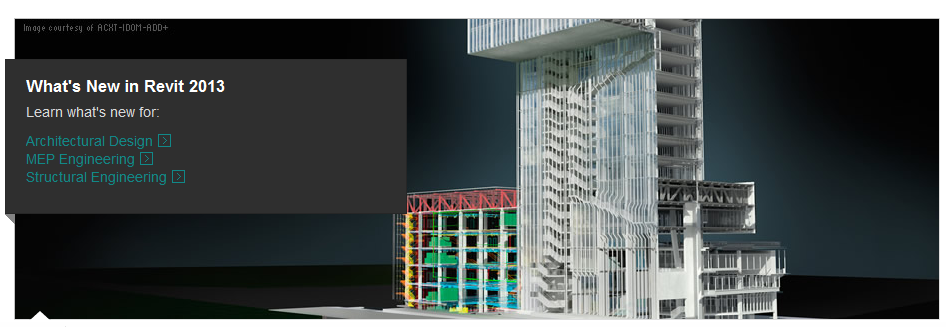 Image courtesy of ACXT-IDOM-ADD+
What's New in Revit 2013
Learn what's new for:
Architectural Design
MEP Engineering
Structural Engineering